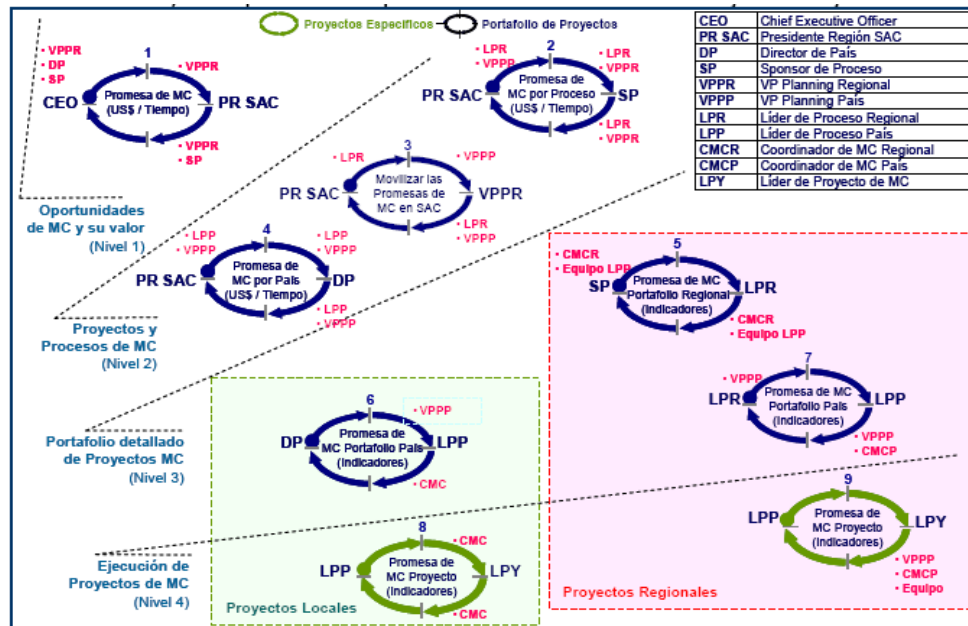 Proyectos Específicos
Portafolio de Proyectos
CEO Chief Executive Officer
PR SAC Presidente Región SAC
DP Director de País
SP Sponsor de Proceso
VPPR VP Planning Regional
VPPP VP Planning País
LPR Líder de Proceso Regional
LPP Líder de Proceso País
CMCR Coordinador de MC Regional
CMCP Coordinador de MC País
LPY Líder de Proyecto de MC
1
• VPPR
• DP
• SP
• VPPR
CEO
Promesa de MC
(US$ / Tiempo)
PR SAC
• VPPR
• SP
2
• LPR
• VPPR
• LPR
• VPPR
PR SAC
Promesa de
MC por Proceso
(US$ / Tiempo)
SP
• LPR
• VPPR
3
• LPR
• VPPP
PR SAC
Movilizar las
Promesas de
MC en SAC
VPPR
• LPR
• VPPP
Oportunidades
de MC y su valor
(Nivel 1)
4
• LPP
• VPPP
• LPP
• VPPP
PR SAC
Promesa de
MC por País
(US$ / Tiempo)
DP
• LPP
• VPPP
5
• CMCR
• Equipo LPP
SP
Promesa de MC
Portafolio Regional
(Indicadores)
LPR
• CMCR
• Equipo LPP
Proyectos y
Procesos de MC
(Nivel 2)
6
• VPPP
DP
Promesa de
MC Portafolio País
(Indicadores)
LPP
• CMC
7
• VPPP
LPR
Promesa de MC
Portafolio País
(Indicadores)
LPP
• VPPP
• CMCP
Portafolio detallado
de Proyectos MC
(Nivel 3)
8
• CMC
LPP
Promesa de
MC Proyecto
(Indicadores)
LPY
• CMC
9
LPP
Promesa de
MC Proyecto
(Indicadores)
LPY
• VPPP
• CMCP
• Equipo
Ejecución de
Proyectos de MC
(Nivel 4)
Proyectos Locales
Proyectos Regionales